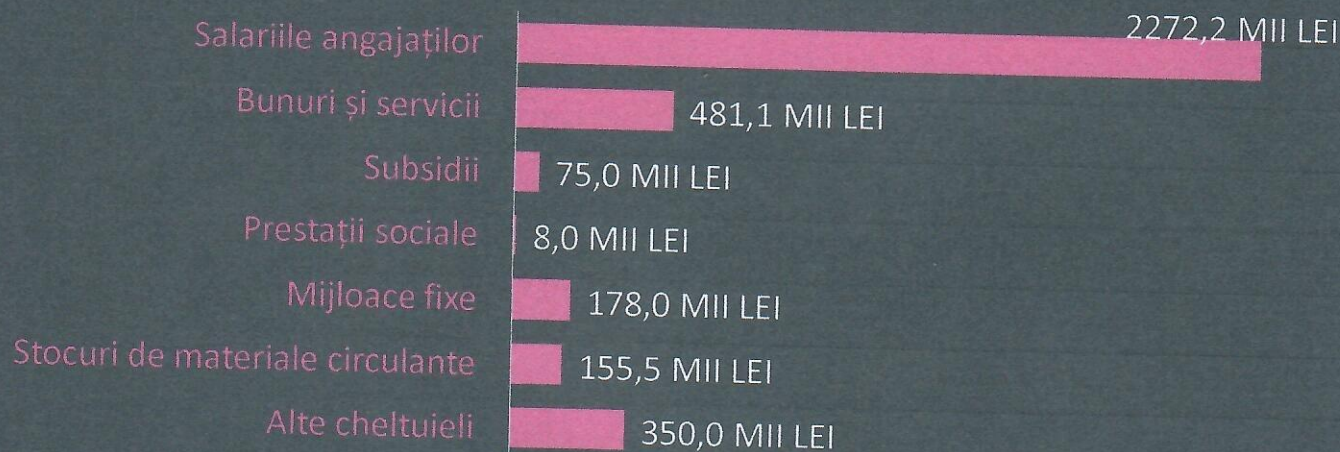 Salariile angajaților 2272,2 MII LEI
Bunuri și servicii 481,1 MII LEI
Subsidii 75,0 MII LEI
Prestații sociale 8,0 MII LEI
Mijloace fixe 178,0 MII LEI
Stocuri de materiale circulante 155,5 MII LEI
Alte cheltuieli 350,0 MII LEI